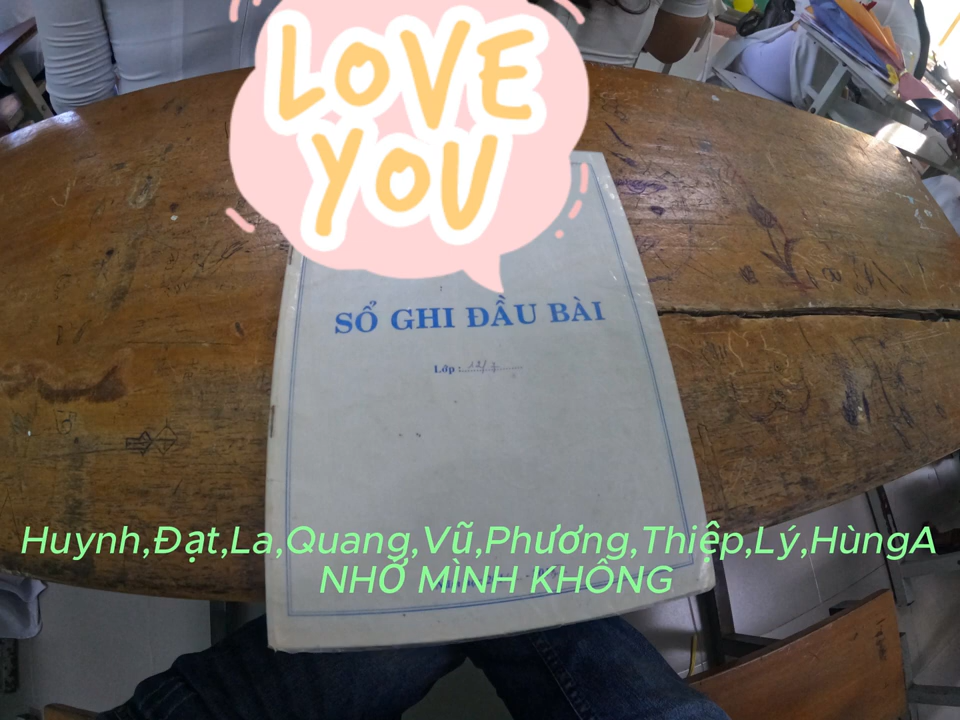 LOVE
YOU
SỔ GHI ĐẦU BÀI
Lớp:
Huynh,Đạt,La,Quang,Vũ,Phương,Thiệp,Lý,HùngA
NHỚ MÌNH KHÔNG